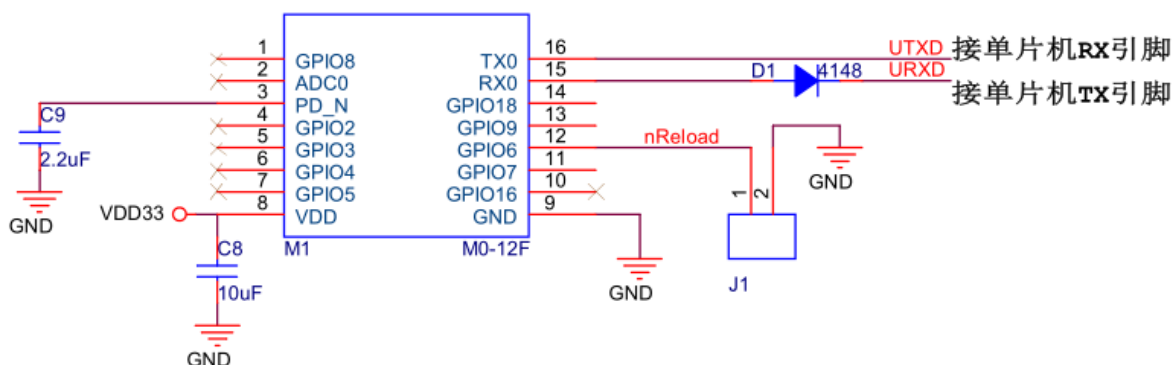 1 GPIO8 TX0 16 UTXD 接单片机RX引脚
2 ADC0 RX0 15 D1 4148 URXD
接单片机TX引脚
3 PD_N GPIO18 14
C9
4 GPIO2 GPIO9 13
2.2uF
5 GPIO3 GPIO6 12 nReload
6 GPIO4 GPIO7 11
7 GPIO5 GPIO16 10 1 2 GND
GND VDD33 8 VDD GND 9
C8 M1 M0-12F
10uF GND J1
GND